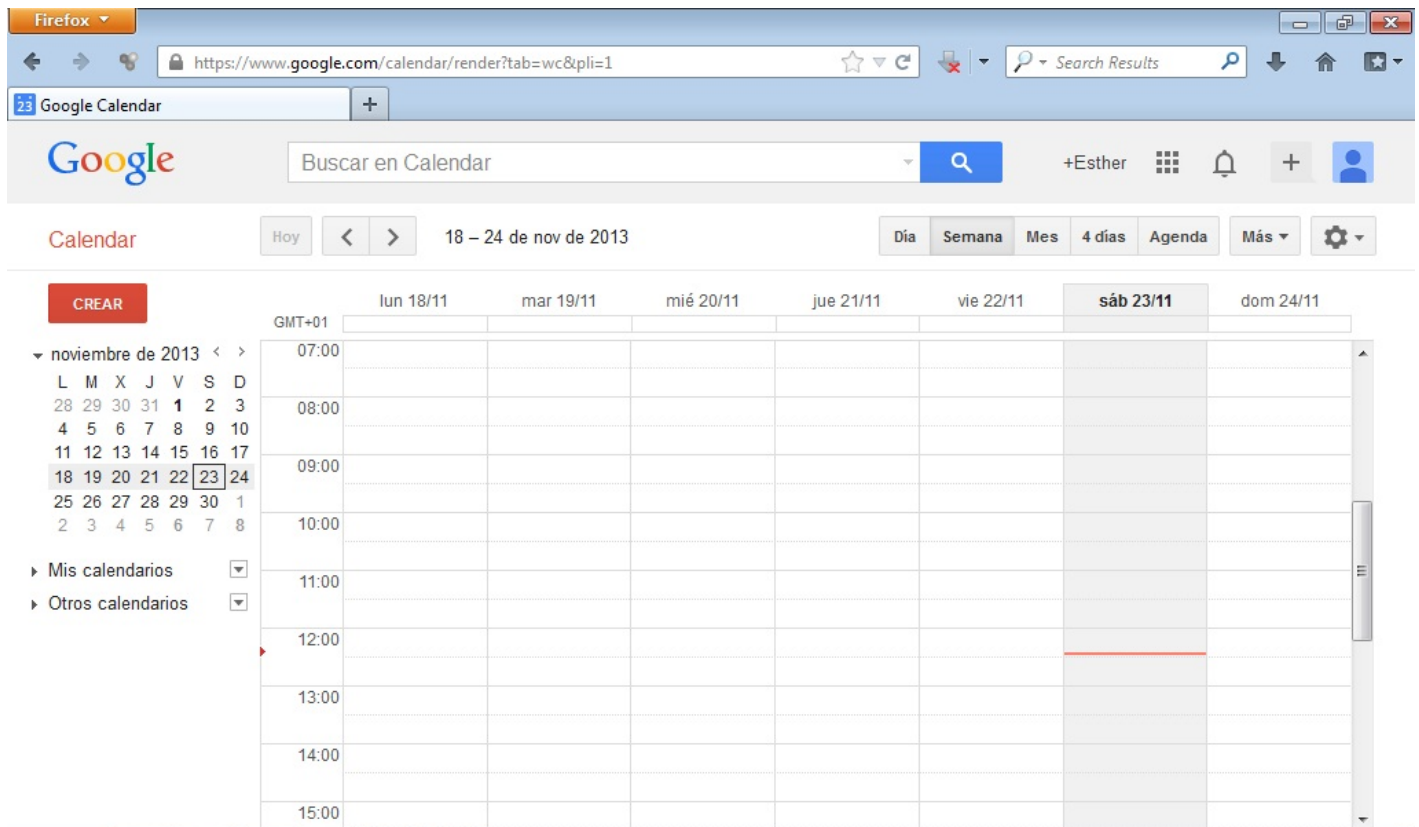 Firefox
https://www.google.com/calendar/render?tab=wc&pli=1
Search Results
23 Google Calendar
Google
Buscar en Calendar
+Esther
Calendar
Hoy
18 – 24 de nov de 2013
Día Semana Mes 4 días Agenda
Más
CREAR
lun 18/11 mar 19/11 mié 20/11 jue 21/11 vie 22/11 sáb 23/11 dom 24/11
GMT+01
noviembre de 2013
L M X J V S D
28 29 30 31 1 2 3
4 5 6 7 8 9 10
11 12 13 14 15 16 17
18 19 20 21 22 23 24
25 26 27 28 29 30 1
2 3 4 5 6 7 8
Mis calendarios
Otros calendarios
07:00
08:00
09:00
10:00
11:00
12:00
13:00
14:00
15:00